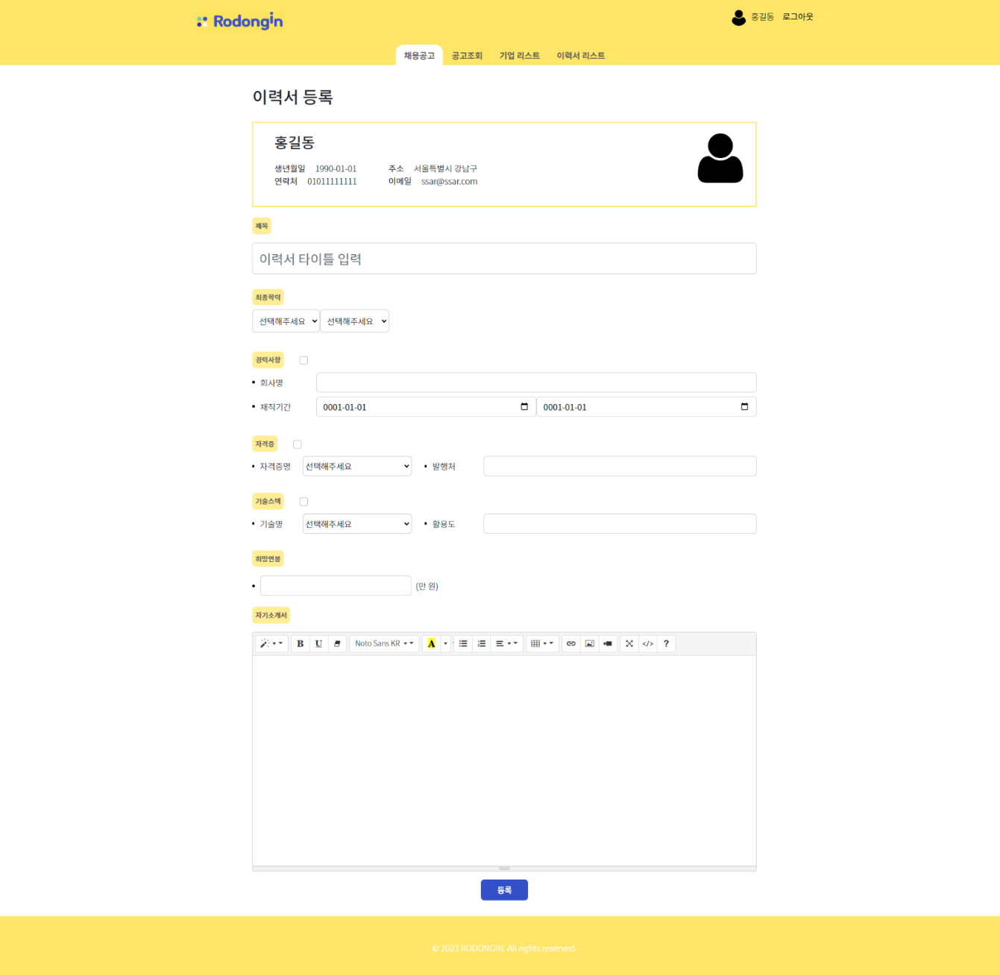 Rodongin
홍길동 로그아웃
채용공고 공고조회 기업 리스트 이력서 리스트
이력서 등록
홍길동
생년월일 1990-01-01 주소 서울특별시 강남구
연락처 01011111111 이메일 ssar@ssar.com
제목
이력서 타이틀 입력
최종학력
선택해주세요 선택해주세요
경력사항
• 회사명
• 재직기간 0001-01-01 0001-01-01
자격증
• 자격증명 선택해주세요 • 발행처
기술스텍
• 기술명 선택해주세요 • 활용도
희망연봉
• (만 원)
자기소개서
B U Noto Sans KR A </> ?
등록
© 2023 RODONGIN. All rights reserved.